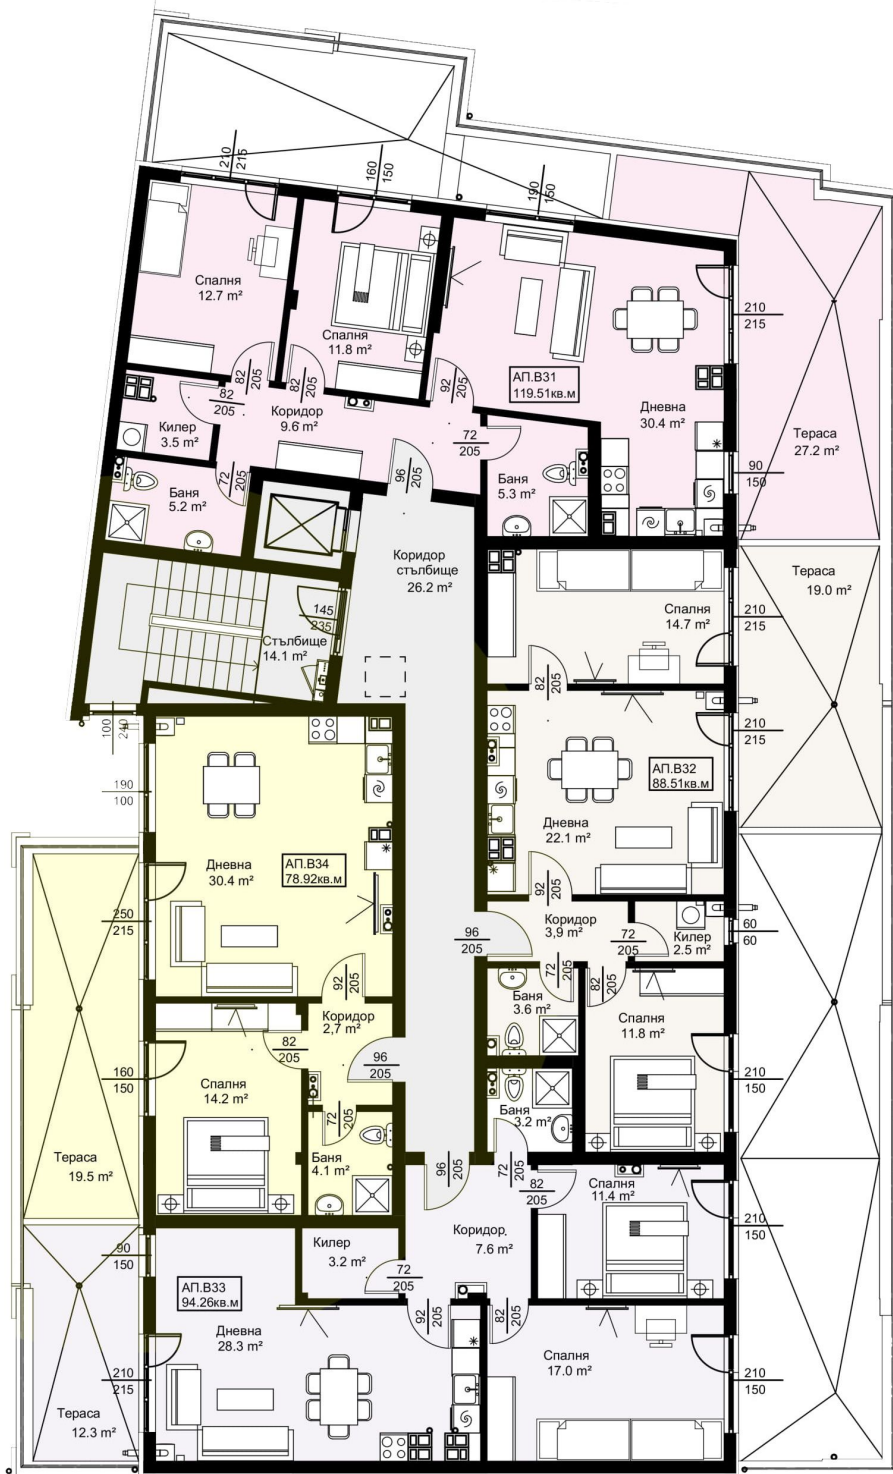 210
215
160
150
190
150
Спалня
12.7 m²
Спалня
11.8 m²
210
215
82
205
82
205
92
205
АП.В31
119.51кв.м
82
205
Коридор
9.6 m²
Килер
3.5 m²
72
205
Дневна
30.4 m²
Тераса
27.2 m²
96
205
72
205
Баня
5.3 m²
90
150
Баня
5.2 m²
Коридор
стълбище
26.2 m²
Тераса
19.0 m²
145
235
Стълбище
14.1 m²
Спалня
14.7 m²
210
215
82
205
100
240
210
215
190
100
АП.В32
88.51кв.м
Дневна
22.1 m²
Дневна
30.4 m²
АП.В34
78.92кв.м
92
205
250
215
96
205
Коридор
3,9 m²
72
205
Килер
2.5 m²
60
60
92
205
72
205
82
205
Баня
3.6 m²
Спалня
11.8 m²
Коридор
2,7 m²
82
205
96
205
160
150
Спалня
14.2 m²
210
150
72
205
Баня
3.2 m²
Тераса
19.5 m²
Баня
4.1 m²
96
205
72
205
82
205
Спалня
11.4 m²
210
150
Коридор
7.6 m²
Килер
3.2 m²
90
150
72
205
АП.В33
94.26кв.м
92
205
82
205
Дневна
28.3 m²
Спалня
17.0 m²
210
215
210
150
Тераса
12.3 m²